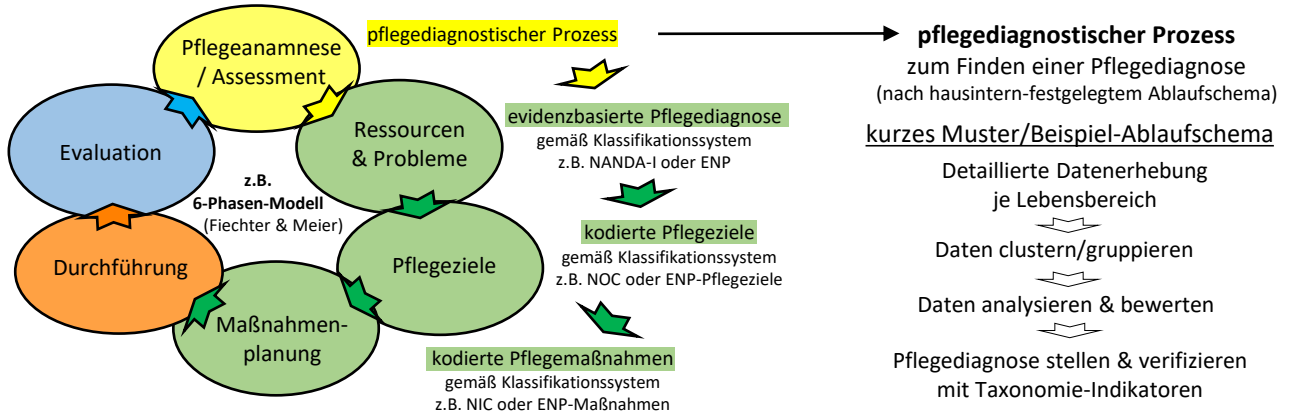 Pflegeanamnese
/ Assessment
Ressourcen
& Probleme
Pflegeziele
Maßnahmen-
planung
Durchführung
Evaluation
z.B.
6-Phasen-Modell
(Fiechter & Meier)
pflegediagnostischer Prozess
evidenzbasierte Pflegediagnose
gemäß Klassifikationssystem
z.B. NANDA-I oder ENP
kodierte Pflegeziele
gemäß Klassifikationssystem
z.B. NOC oder ENP-Pflegeziele
kodierte Pflegemaßnahmen
gemäß Klassifikationssystem
z.B. NIC oder ENP-Maßnahmen
pflegediagnostischer Prozess
zum Finden einer Pflegediagnose
(nach hausintern-festgelegtem Ablaufschema)
kurzes Muster/Beispiel-Ablaufschema
Detaillierte Datenerhebung
je Lebensbereich
Daten clustern/gruppieren
Daten analysieren & bewerten
Pflegediagnose stellen & verifizieren
mit Taxonomie-Indikatoren